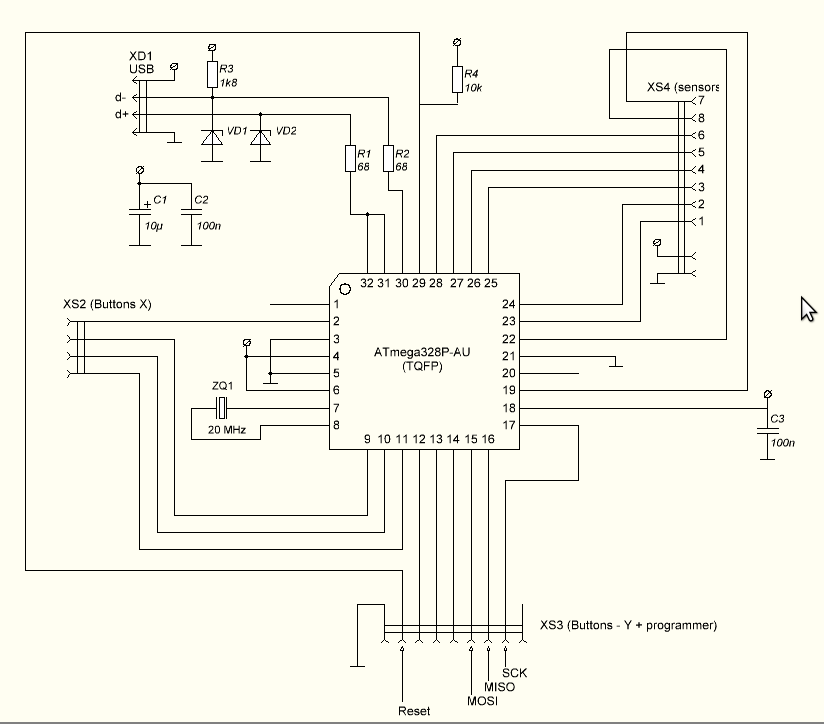 XD1
USB
R3
1k8
d-
d+
VD1
VD2
R1
68
R2
68
R4
10k
XS4 (sensors
7
8
6
5
4
3
2
1
+
C1
10µ
C2
100n
XS2 (Buttons X)
32 31 30 29 28 27 26 25
1
2
3
4
5
6
7
8
24
23
22
21
20
19
18
17
ATmega328P-AU
(TQFP)
ZQ1
20 MHz
9 10 11 12 13 14 15 16
C3
100n
XS3 (Buttons - Y + programmer)
SCK
MISO
MOSI
Reset